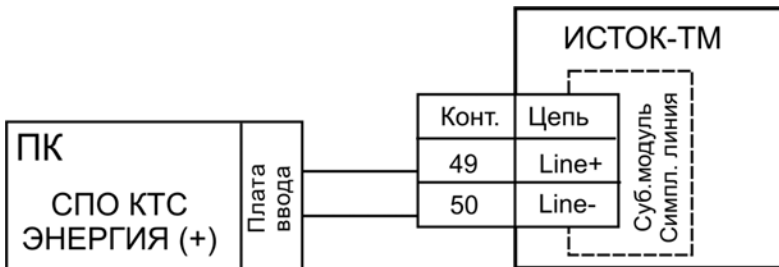 ИСТОК-ТМ
Конт. Цепь
49 Line+
50 Line-
Суб.модуль
Симпл. линия
ПК
СПО КТС
ЭНЕРГИЯ (+)
Плата
ввода